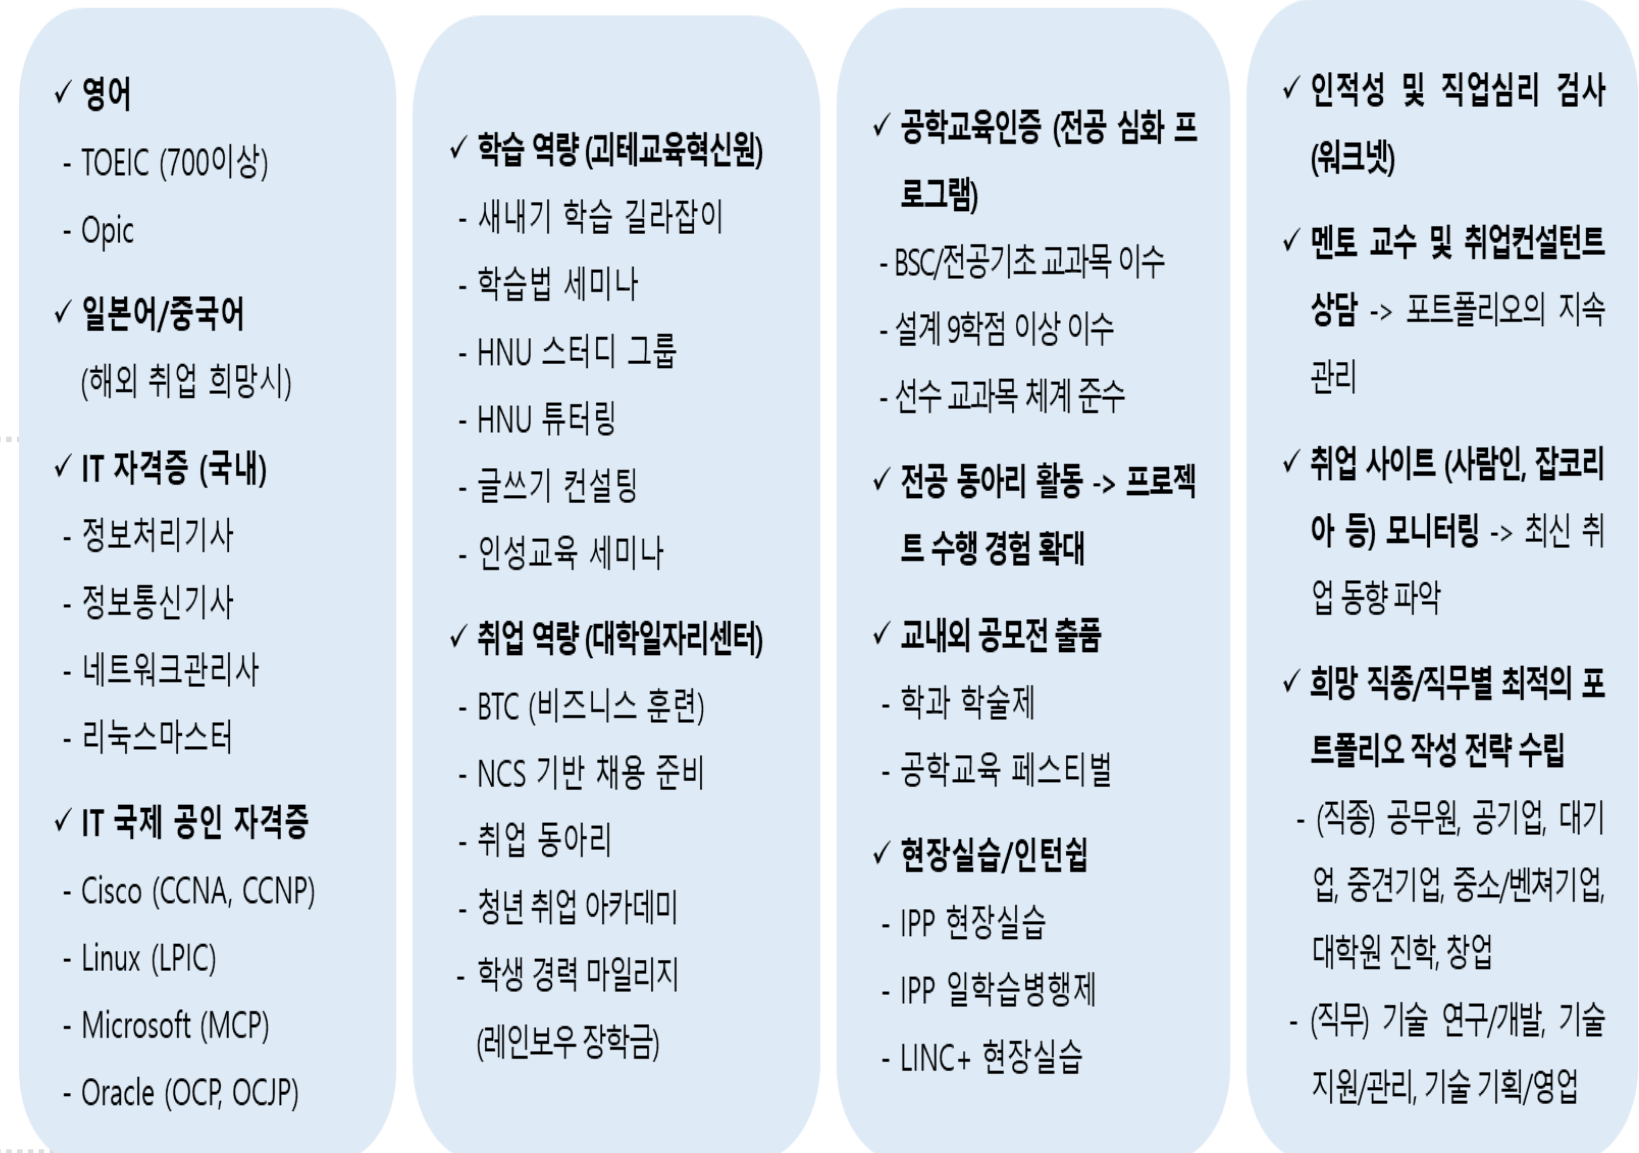 ✓ 영어
- TOEIC (700이상)
- Opic
✓ 일본어/중국어
(해외 취업 희망시)
✓ IT 자격증 (국내)
- 정보처리기사
- 정보통신기사
- 네트워크관리사
- 리눅스마스터
✓ IT 국제 공인 자격증
- Cisco (CCNA, CCNP)
- Linux (LPIC)
- Microsoft (MCP)
- Oracle (OCP, OCJP)
✓ 학습 역량 (괴테교육혁신원)
- 새내기 학습 길라잡이
- 학습법 세미나
- HNU 스터디 그룹
- HNU 튜터링
- 글쓰기 컨설팅
- 인성교육 세미나
✓ 취업 역량 (대학일자리센터)
- BTC (비즈니스 훈련)
- NCS 기반 채용 준비
- 취업 동아리
- 청년 취업 아카데미
- 학생 경력 마일리지
(레인보우 장학금)
✓ 공학교육인증 (전공 심화 프
로그램)
- BSC/전공기초 교과목 이수
- 설계 9학점 이상 이수
- 선수 교과목 체계 준수
✓ 전공 동아리 활동 -> 프로젝
트 수행 경험 확대
✓ 교내외 공모전 출품
- 학과 학술제
- 공학교육 페스티벌
✓ 현장실습/인턴쉽
- IPP 현장실습
- IPP 일학습병행제
- LINC+ 현장실습
✓ 인적성 및 직업심리 검사
(워크넷)
✓ 멘토 교수 및 취업컨설턴트
상담 -> 포트폴리오의 지속
관리
✓ 취업 사이트 (사람인, 잡코리
아 등) 모니터링 -> 최신 취
업 동향 파악
✓ 희망 직종/직무별 최적의 포
트폴리오 작성 전략 수립
- (직종) 공무원, 공기업, 대기
업, 중견기업, 중소/벤쳐기업,
대학원 진학, 창업
- (직무) 기술 연구/개발, 기술
지원/관리, 기술 기획/영업